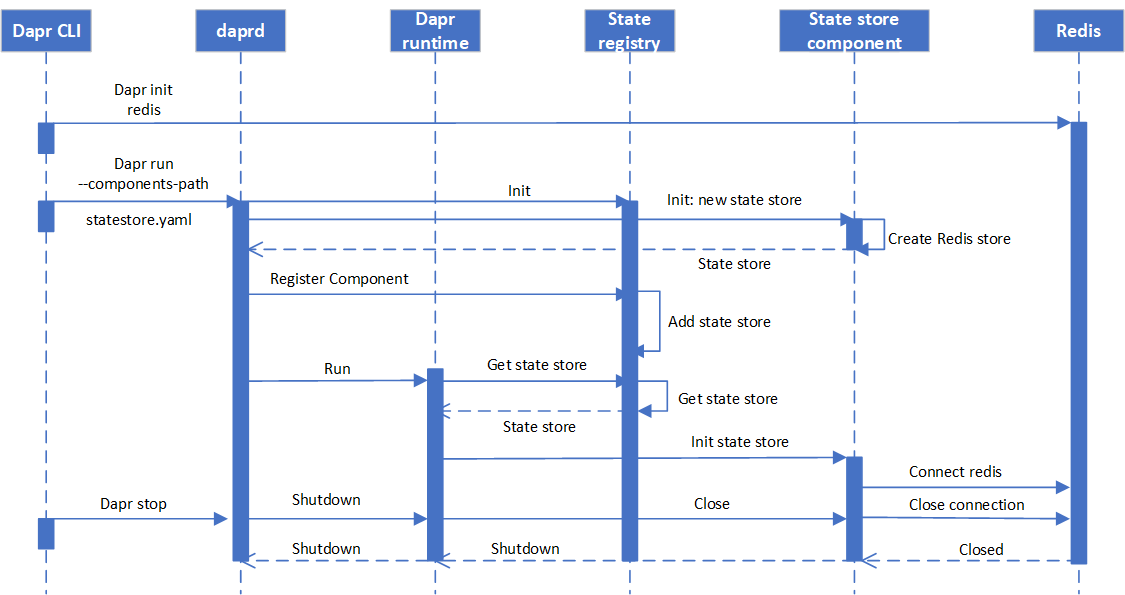 Dapr CLI
daprd
Dapr
runtime
State
registry
State store
component
Redis
Dapr init
redis
Dapr run
--components-path
statestore.yaml
Init
Init: new state store
Create Redis store
State store
Register Component
Add state store
Run
Get state store
Get state store
State store
Init state store
Connect redis
Dapr stop
Shutdown
Close
Close connection
Shutdown
Shutdown
Closed